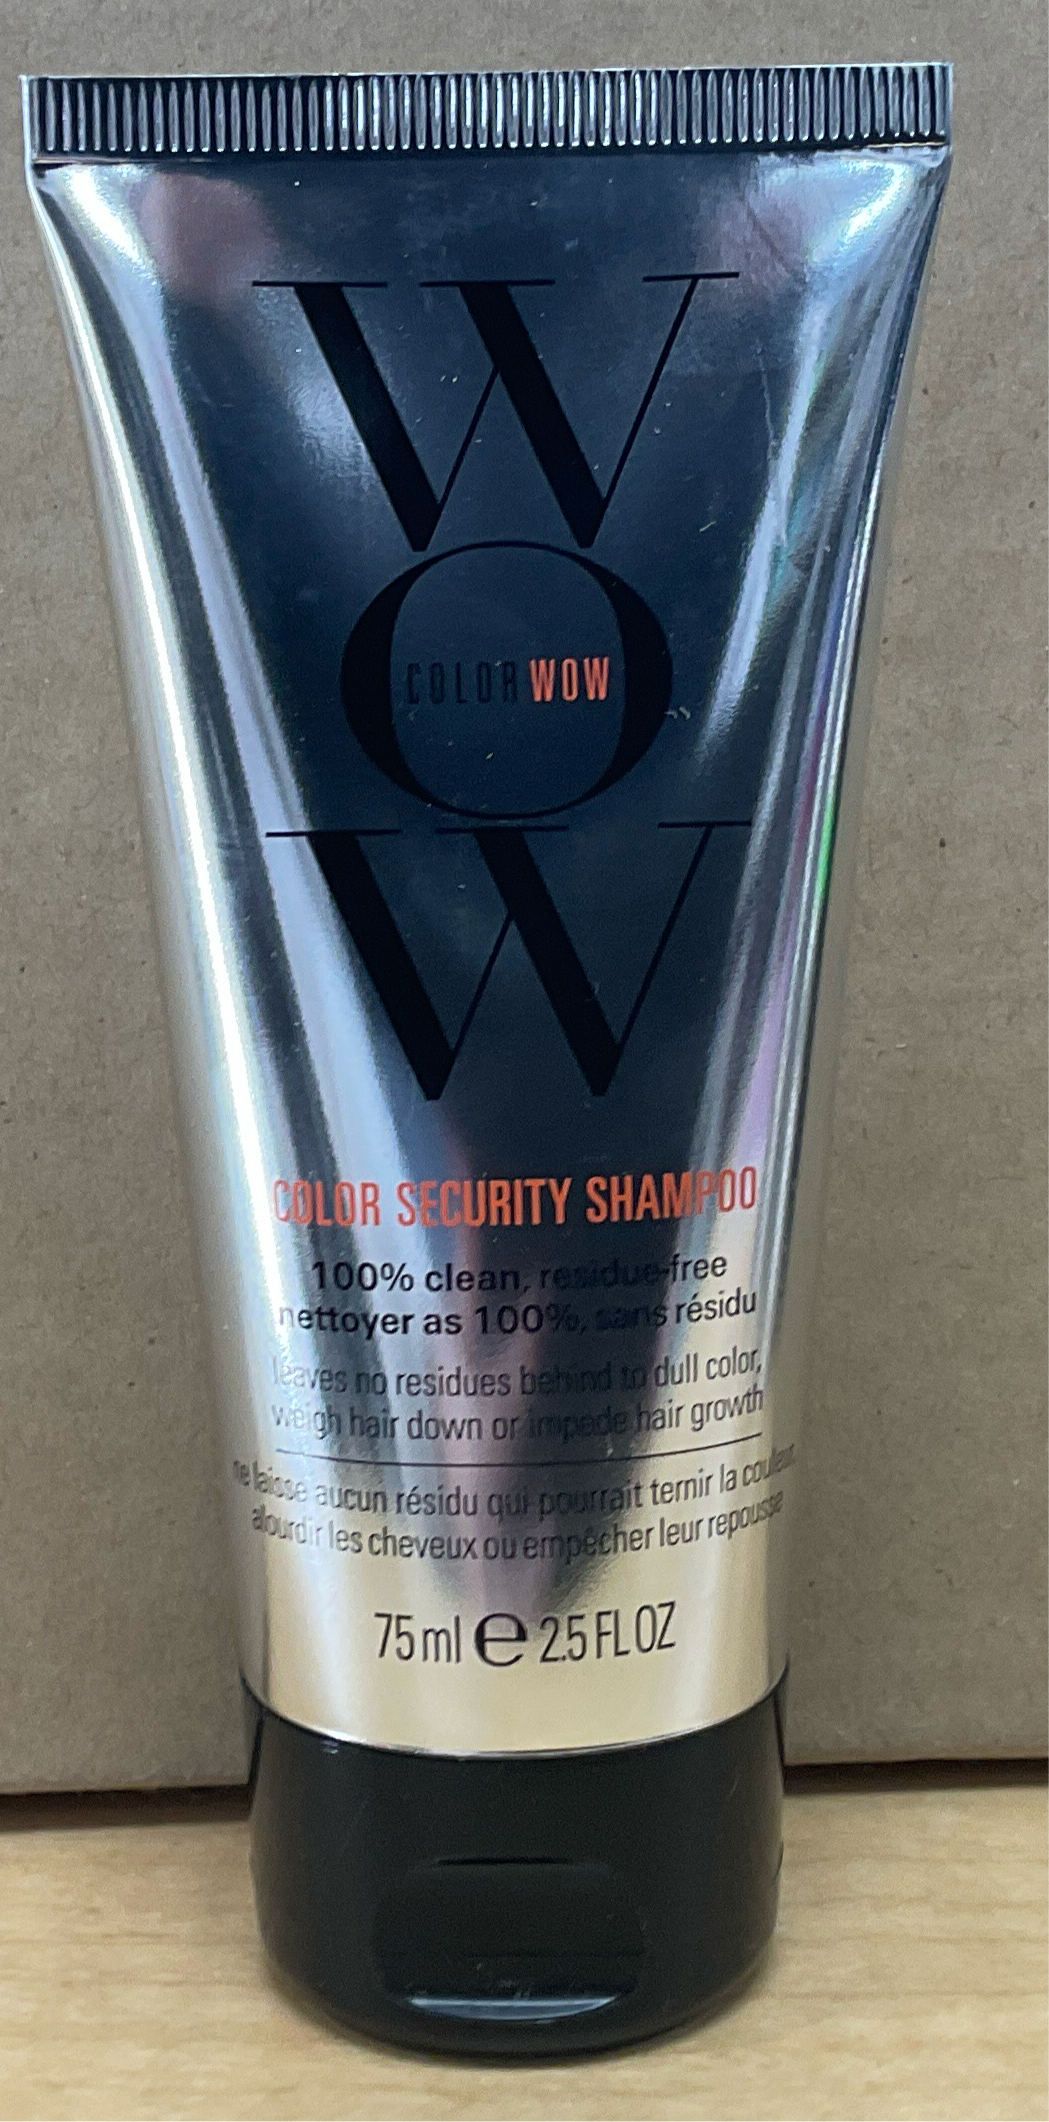 W
O
COLOR WOW
W
COLOR SECURITY SHAMPOO
100% clean, residue-free
nettoyer as 100%, sans résidu
leaves no residues behind to dull color,
weigh hair down or impede hair growth
ne laisse aucun résidu qui pourrait ternir la couleur
alourdir les cheveux ou empêcher leur repousse
75ml e 2.5 FL OZ